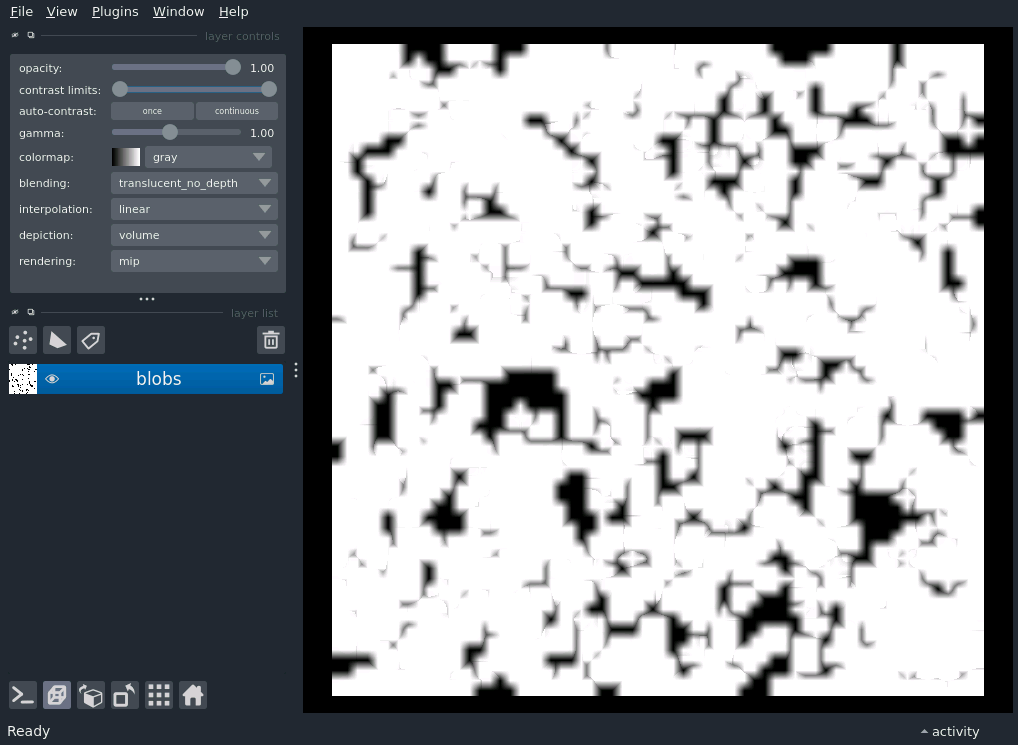 File View Plugins Window Help
layer controls
opacity: 1.00
contrast limits:
auto-contrast: once continuous
gamma: 1.00
colormap: gray
blending: translucent_no_depth
interpolation: linear
depiction: volume
rendering: mip
layer list
blobs
Ready activity